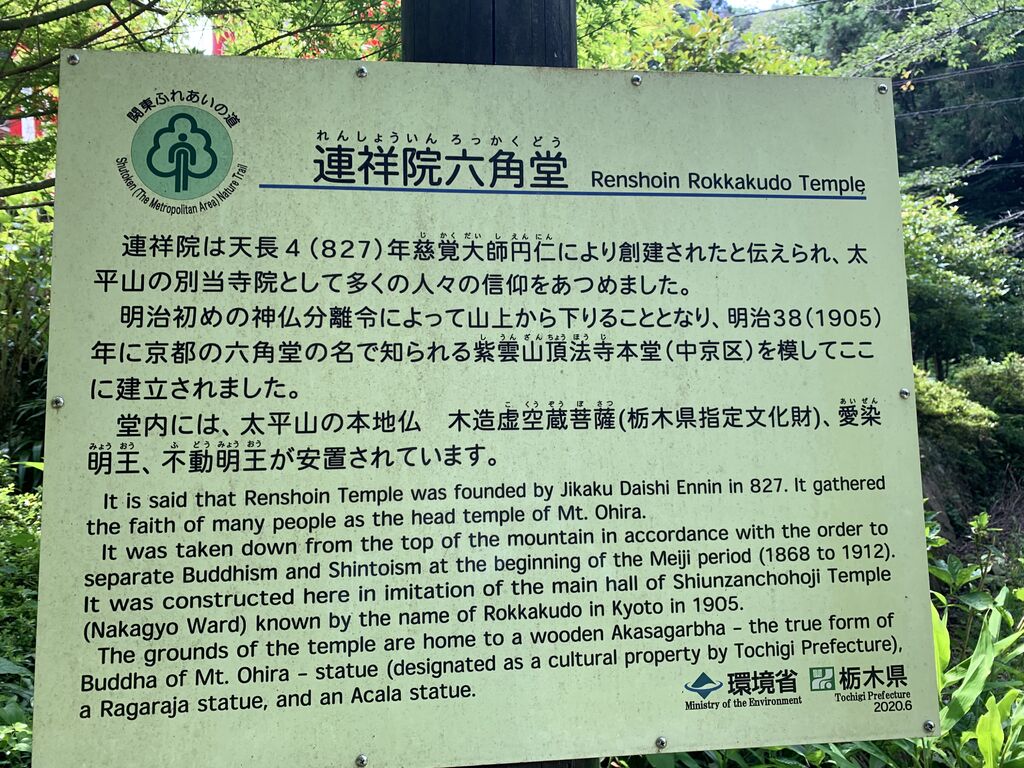 関東ふれあいの道
Shutoken (The Metropolitan Area) Nature Trail
れんしょういん ろっかくどう
連祥院六角堂 Renshoin Rokkakudo Temple
じ かく だい し えん にん
連祥院は天長4(827)年慈覚大師円仁により創建されたと伝えられ、太
平山の別当寺院として多くの人々の信仰をあつめました。
明治初めの神仏分離令によって山上から下りることとなり、明治38(1905)
し うん ざん ちょう ほう じ
年に京都の六角堂の名で知られる紫雲山頂法寺本堂(中京区)を模してここ
に建立されました。
こ くう ぞう ぼ さつ あい ぜん
堂内には、太平山の本地仏 木造虚空蔵菩薩(栃木県指定文化財)、愛染
みょう おう ふ どう みょう おう
明王、不動明王が安置されています。
It is said that Renshoin Temple was founded by Jikaku Daishi Ennin in 827. It gathered
the faith of many people as the head temple of Mt. Ohira.
It was taken down from the top of the mountain in accordance with the order to
separate Buddhism and Shintoism at the beginning of the Meiji period (1868 to 1912).
It was constructed here in imitation of the main hall of Shiunzanchohoji Temple
(Nakagyo Ward) known by the name of Rokkakudo in Kyoto in 1905.
The grounds of the temple are home to a wooden Akasagarbha – the true form of
Buddha of Mt. Ohira – statue (designated as a cultural property by Tochigi Prefecture),
a Ragaraja statue, and an Acala statue.
環境省 栃木県
Ministry of the Environment Tochigi Prefecture
2020.6